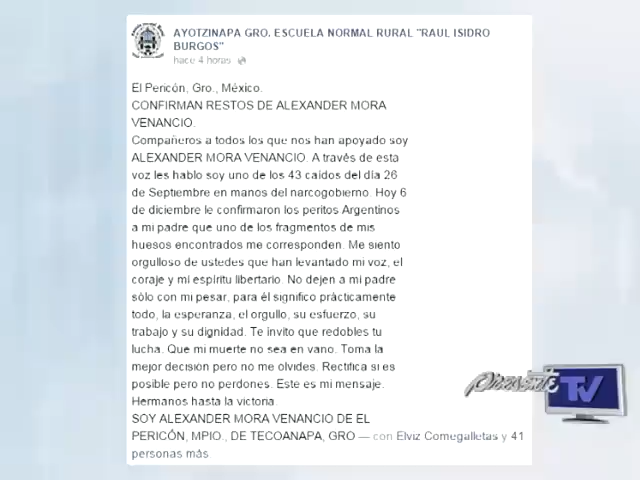 AYOTZINAPA GRO. ESCUELA NORMAL RURAL "RAUL ISIDRO
BURGOS"
hace 4 horas
El Pericón, Gro., México.
CONFIRMAN RESTOS DE ALEXANDER MORA
VENANCIO.
Compañeros a todos los que nos han apoyado soy
ALEXANDER MORA VENANCIO. A través de esta
voz les hablo soy uno de los 43 caídos del día 26
de Septiembre en manos del narcogobierno. Hoy 6
de diciembre le confirmaron los peritos Argentinos
a mi padre que uno de los fragmentos de mis
huesos encontrados me corresponden. Me siento
orgulloso de ustedes que han levantado mi voz, el
coraje y mi espíritu libertario. No dejen a mi padre
sólo con mi pesar, para él significo prácticamente
todo, la esperanza, el orgullo, su esfuerzo, su
trabajo y su dignidad. Te invito que redobles tu
lucha. Que mi muerte no sea en vano. Toma la
mejor decisión pero no me olvides. Rectifica si es
posible pero no perdones. Este es mi mensaje.
Hermanos hasta la victoria.
SOY ALEXANDER MORA VENANCIO DE EL
PERICÓN, MPIO., DE TECOANAPA, GRO — con Elviz Comegalletas y 41
personas más.
Presente TV